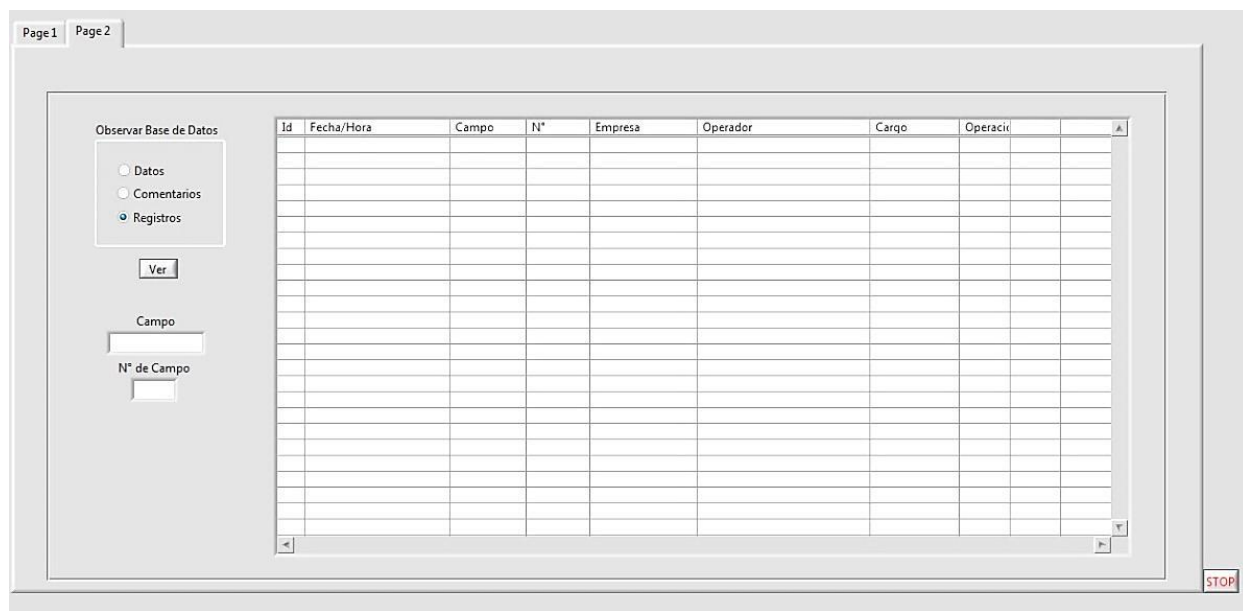 Page 1 Page 2
Observar Base de Datos
Datos
Comentarios
Registros
Ver
Campo
N° de Campo
Id Fecha/Hora Campo N° Empresa Operador Cargo Operacio
STOP